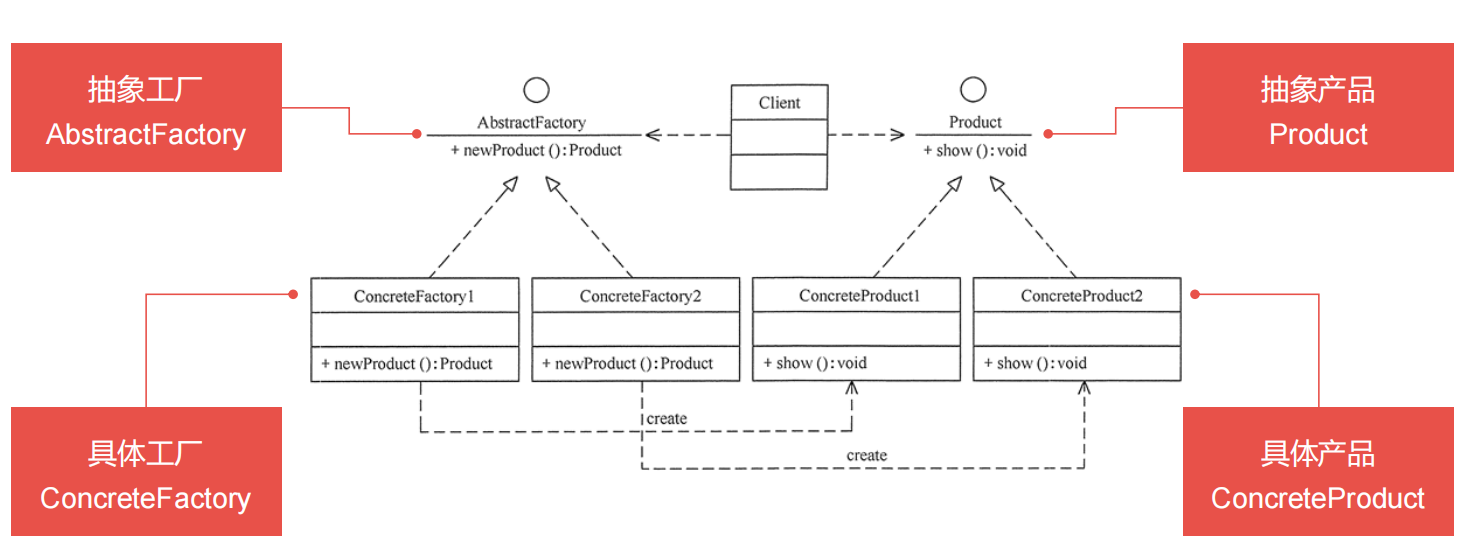 抽象工厂
AbstractFactory
AbstractFactory
+ newProduct ():Product
Client
Product
+ show ():void
抽象产品
Product
ConcreteFactory1
+ newProduct ():Product
ConcreteFactory2
+ newProduct ():Product
ConcreteProduct1
+ show ():void
ConcreteProduct2
+ show ():void
create
create
具体工厂
ConcreteFactory
具体产品
ConcreteProduct